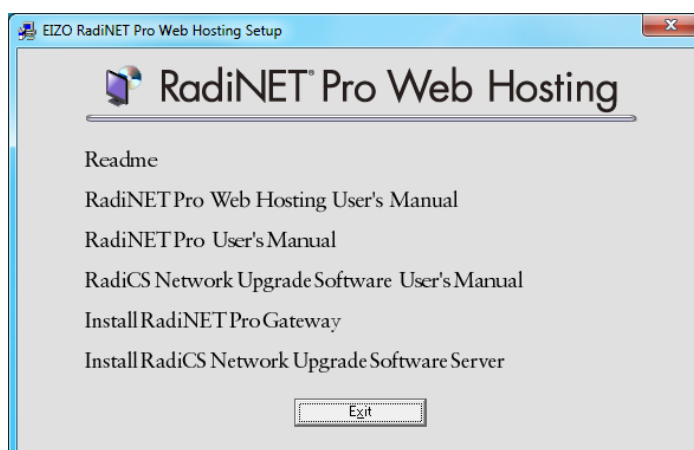 EIZO RadiNET Pro Web Hosting Setup
RadiNET® Pro Web Hosting
Readme
RadiNET Pro Web Hosting User's Manual
RadiNET Pro User's Manual
RadiCS Network Upgrade Software User's Manual
Install RadiNET Pro Gateway
Install RadiCS Network Upgrade Software Server
Exit